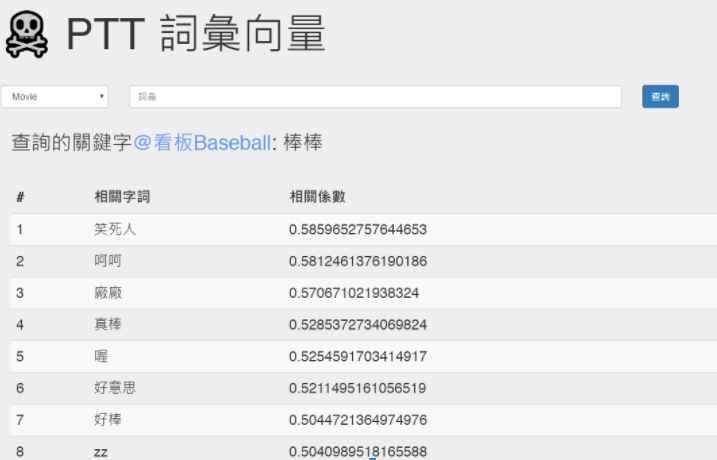 PTT 詞彙向量
Movie 詞彙 查詢
查詢的關鍵字@看板Baseball: 棒棒
# 相關字詞 相關係數
1 笑死人 0.5859652757644653
2 呵呵 0.5812461376190186
3 廠廠 0.570671021938324
4 真棒 0.5285372734069824
5 喔 0.5254591703414917
6 好意思 0.5211495161056519
7 好棒 0.5044721364974976
8 zz 0.5040989518165588